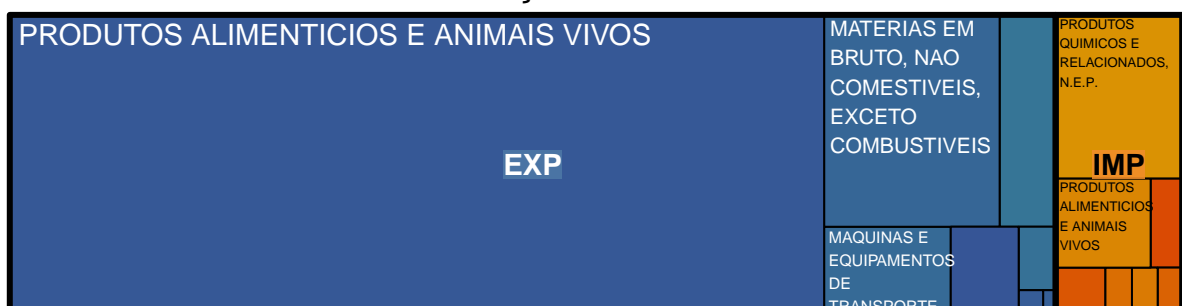 PRODUTOS ALIMENTICIOS E ANIMAIS VIVOS
EXP
MATERIAS EM
BRUTO, NAO
COMESTIVEIS,
EXCETO
COMBUSTIVEIS
MAQUINAS E
EQUIPAMENTOS
DE
TRANSPORTE
PRODUTOS
QUIMICOS E
RELACIONADOS,
N.E.P.
IMP
PRODUTOS
ALIMENTICIOS
E ANIMAIS
VIVOS